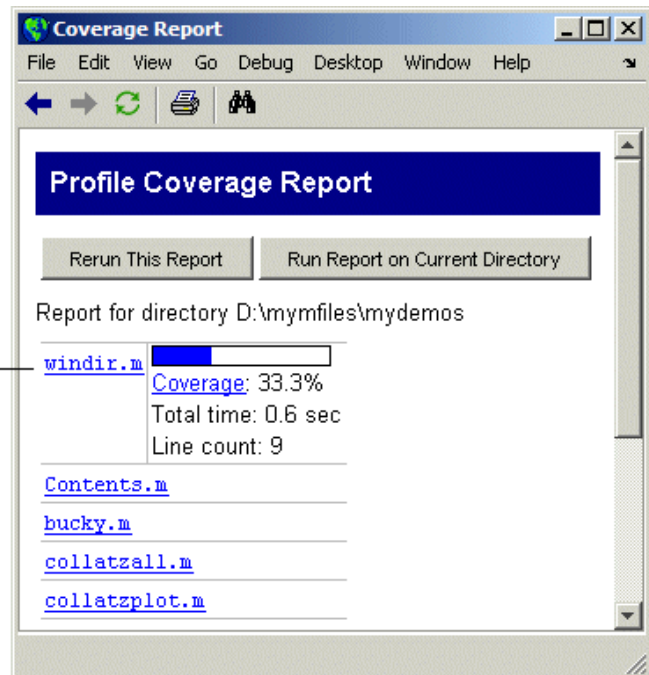 Coverage Report
File Edit View Go Debug Desktop Window Help
Profile Coverage Report
Rerun This Report Run Report on Current Directory
Report for directory D:\mymfiles\mydemos
windir.m
Coverage: 33.3%
Total time: 0.6 sec
Line count: 9
Contents.m
bucky.m
collatzall.m
collatzplot.m